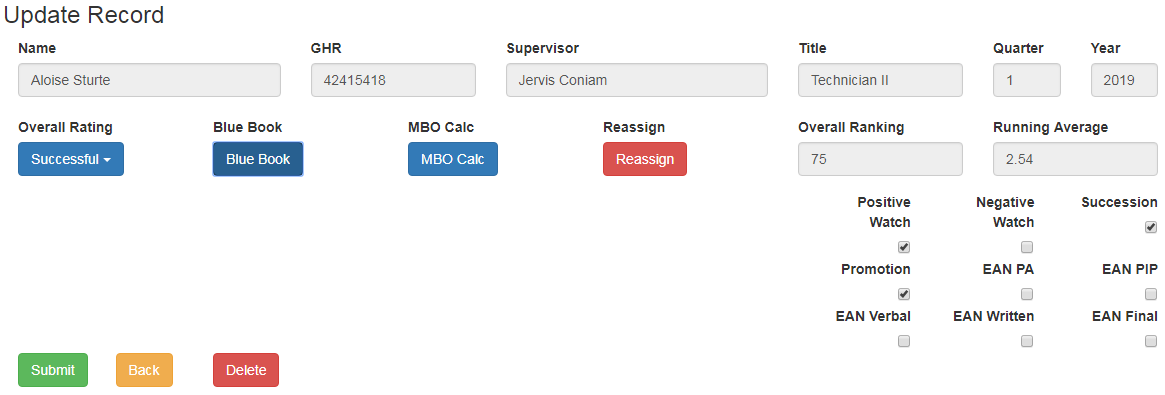 Update Record
Name GHR Supervisor Title Quarter Year
Aloise Sturte 42415418 Jervis Coniam Technician II 1 2019
Overall Rating Blue Book MBO Calc Reassign Overall Ranking Running Average
Successful Blue Book MBO Calc Reassign 75 2.54
Positive Negative Succession
Watch Watch
Promotion EAN PA EAN PIP
EAN Verbal EAN Written EAN Final
Submit Back Delete